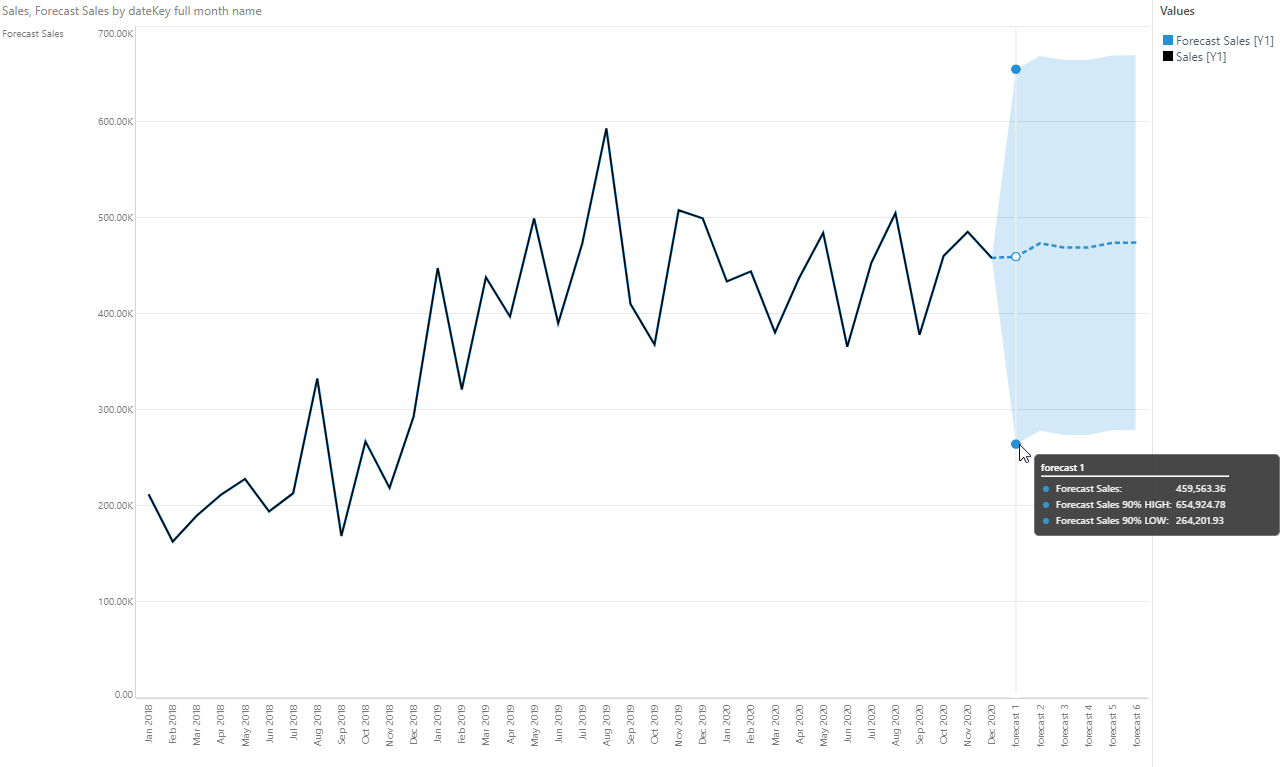 Sales, Forecast Sales by dateKey full month name
Forecast Sales
700.00K
600.00K
500.00K
400.00K
300.00K
200.00K
100.00K
0.00
Jan 2018
Feb 2018
Mar 2018
Apr 2018
May 2018
Jun 2018
Jul 2018
Aug 2018
Sep 2018
Oct 2018
Nov 2018
Dec 2018
Jan 2019
Feb 2019
Mar 2019
Apr 2019
May 2019
Jun 2019
Jul 2019
Aug 2019
Sep 2019
Oct 2019
Nov 2019
Dec 2019
Jan 2020
Feb 2020
Mar 2020
Apr 2020
May 2020
Jun 2020
Jul 2020
Aug 2020
Sep 2020
Oct 2020
Nov 2020
Dec 2020
forecast 1
forecast 2
forecast 3
forecast 4
forecast 5
forecast 6
forecast 1
Forecast Sales: 459,563.36
Forecast Sales 90% HIGH: 654,924.78
Forecast Sales 90% LOW: 264,201.93
Values
Forecast Sales [Y1]
Sales [Y1]